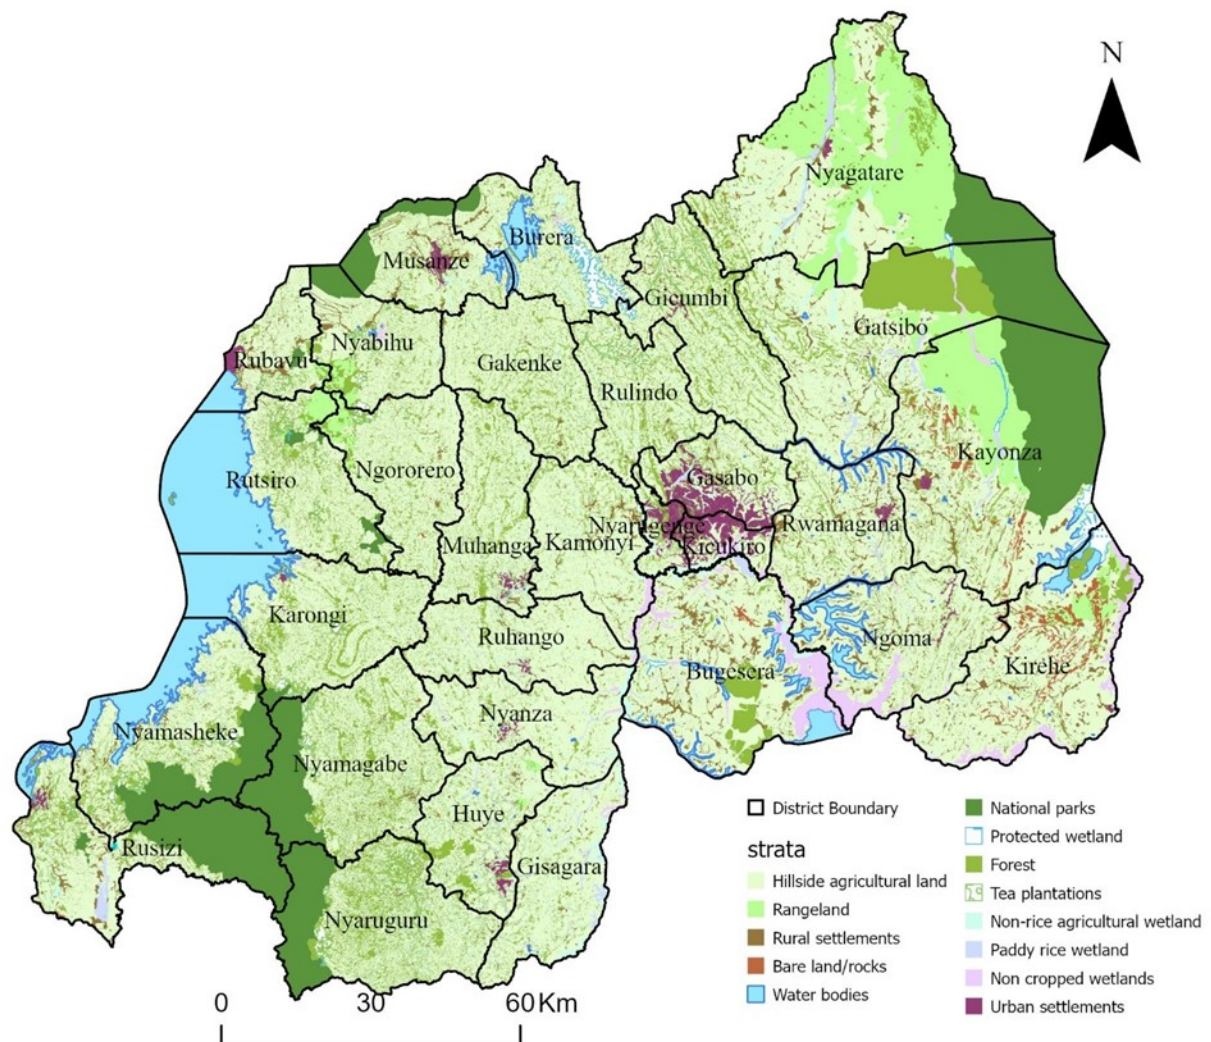 N
Nyagatare
Burera
Musanze
Gicumbi
Gatsibo
Nyabihu
Rubavu
Gakenke
Rulindo
Kayonza
Ngororero
Rutsiro
Gasabo
Nyarugenge
Rwamagana
Muhanga
Kamonyi
Kicukiro
Karongi
Ruhango
Ngoma
Kirehe
Bugesera
Nyanza
Nyamasheke
Nyamagabe
Huye
Rusizi
Gisagara
Nyaruguru
0 30 60 Km
District Boundary
strata
Hillside agricultural land
Rangeland
Rural settlements
Bare land/rocks
Water bodies
National parks
Protected wetland
Forest
Tea plantations
Non-rice agricultural wetland
Paddy rice wetland
Non cropped wetlands
Urban settlements